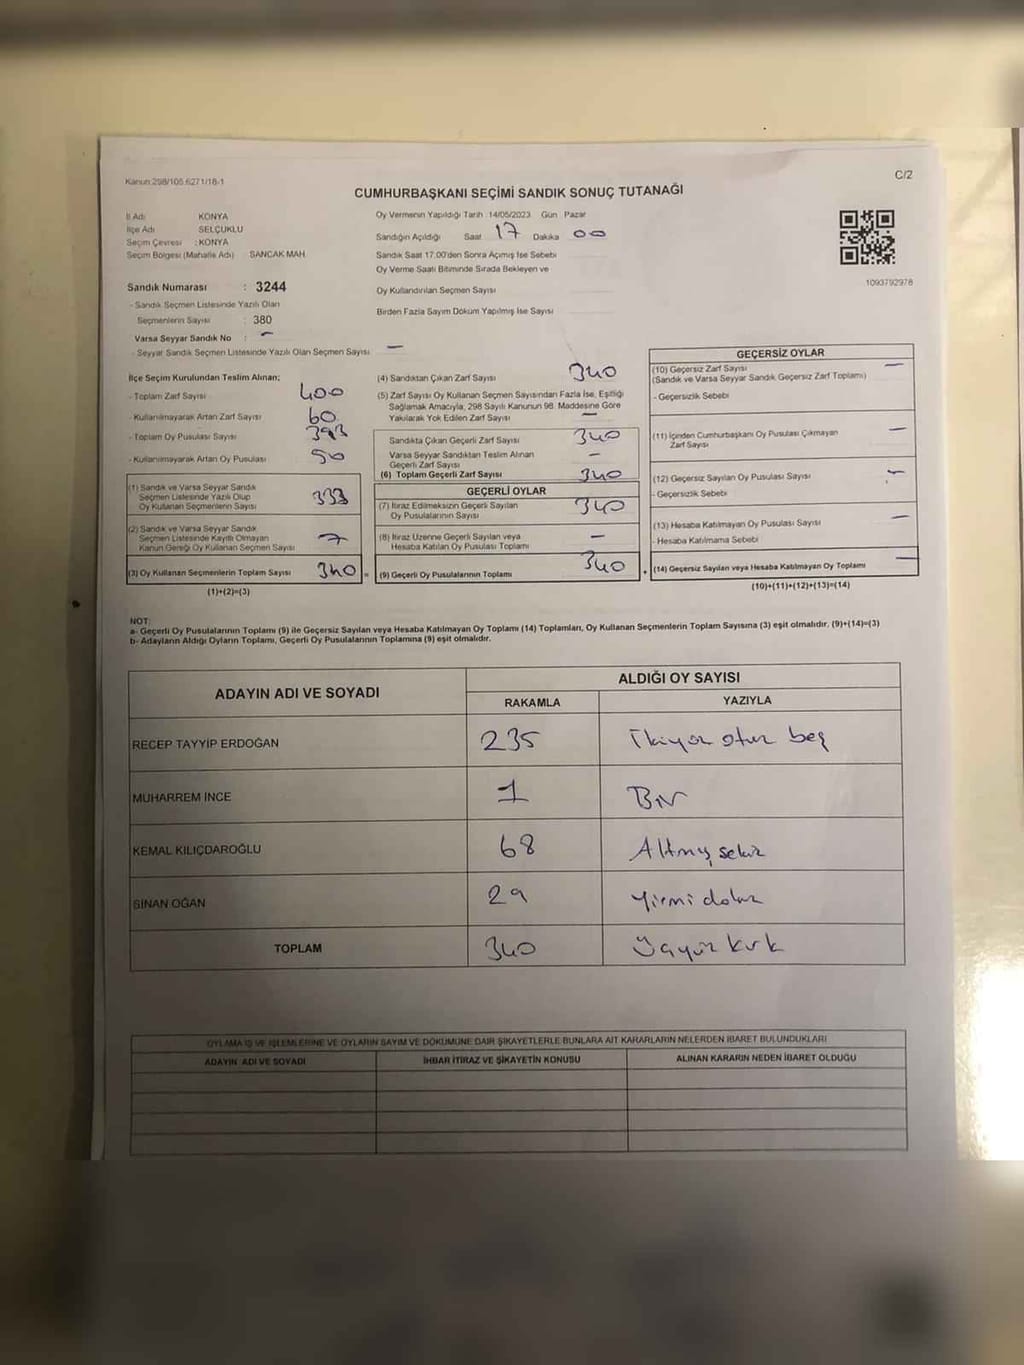 Kanun:298/105.6271/18-1
C/2
CUMHURBAŞKANI SEÇİMİ SANDIK SONUÇ TUTANAĞI
İl Adı KONYA
İlçe Adı SELÇUKLU
Seçim Çevresi : KONYA
Seçim Bölgesi (Mahalle Adı) SANCAK MAH.
Sandık Numarası : 3244
- Sandık Seçmen Listesinde Yazılı Olan
Seçmenlerin Sayısı : 380
Varsa Seyyar Sandık No : -
- Seyyar Sandık Seçmen Listesinde Yazılı Olan Seçmen Sayısı -
Oy Vermenin Yapıldığı Tarih : 14/05/2023 Gün : Pazar
Sandığın Açıldığı Saat 17 Dakika 00
Sandık Saat 17.00'den Sonra Açılmış İse Sebebi
Oy Verme Saati Bitiminde Sırada Bekleyen ve
Oy Kullandırılan Seçmen Sayısı
Birden Fazla Sayım Döküm Yapılmış İse Sayısı
1093792978
İlçe Seçim Kurulundan Teslim Alınan;
- Toplam Zarf Sayısı 400
- Kullanılmayarak Artan Zarf Sayısı 60
- Toplam Oy Pusulası Sayısı 393
- Kullanılmayarak Artan Oy Pusulası
(1) Sandık ve Varsa Seyyar Sandık
Seçmen Listesinde Yazılı Olup
Oy Kullanan Seçmenlerin Sayısı 333
(2) Sandık ve Varsa Seyyar Sandık
Seçmen Listesinde Kayıtlı Olmayan
Kanun Gereği Oy Kullanan Seçmen Sayısı 7
(3) Oy Kullanan Seçmenlerin Toplam Sayısı 340 =
(1)+(2)=(3)
(4) Sandıktan Çıkan Zarf Sayısı 340
(5) Zarf Sayısı Oy Kullanan Seçmen Sayısından Fazla İse, Eşitliği
Sağlamak Amacıyla, 298 Sayılı Kanunun 98. Maddesine Göre
Yakılarak Yok Edilen Zarf Sayısı -
Sandıkta Çıkan Geçerli Zarf Sayısı 340
Varsa Seyyar Sandıktan Teslim Alınan
Geçerli Zarf Sayısı -
(6) Toplam Geçerli Zarf Sayısı 340
GEÇERLİ OYLAR
(7) İtiraz Edilmeksizin Geçerli Sayılan
Oy Pusulalarının Sayısı 340
(8) İtiraz Üzerine Geçerli Sayılan veya
Hesaba Katılan Oy Pusulası Toplamı -
(9) Geçerli Oy Pusulalarının Toplamı 340 +
GEÇERSİZ OYLAR
(10) Geçersiz Zarf Sayısı -
(Sandık ve Varsa Seyyar Sandık Geçersiz Zarf Toplamı)
- Geçersizlik Sebebi
(11) İçinden Cumhurbaşkanı Oy Pusulası Çıkmayan
Zarf Sayısı -
(12) Geçersiz Sayılan Oy Pusulası Sayısı -
- Geçersizlik Sebebi
(13) Hesaba Katılmayan Oy Pusulası Sayısı -
- Hesaba Katılmama Sebebi
(14) Geçersiz Sayılan veya Hesaba Katılmayan Oy Toplamı -
(10)+(11)+(12)+(13)=(14)
NOT:
a- Geçerli Oy Pusulalarının Toplamı (9) ile Geçersiz Sayılan veya Hesaba Katılmayan Oy Toplamı (14) Toplamları, Oy Kullanan Seçmenlerin Toplam Sayısına (3) eşit olmalıdır. (9)+(14)=(3)
b- Adayların Aldığı Oyların Toplamı, Geçerli Oy Pusulalarının Toplamına (9) eşit olmalıdır.
ADAYIN ADI VE SOYADI
ALDIĞI OY SAYISI
RAKAMLA YAZIYLA
RECEP TAYYİP ERDOĞAN 235 İkiyüz otuz beş
MUHARREM İNCE 1 Bir
KEMAL KILIÇDAROĞLU 68 Altmış sekiz
SİNAN OĞAN 29 Yirmi dokuz
TOPLAM 340 Üçyüz kırk
OYLAMA İŞ VE İŞLEMLERİNE VE OYLARIN SAYIM VE DÖKÜMÜNE DAİR ŞİKAYETLERLE BUNLARA AİT KARARLARIN NELERDEN İBARET BULUNDUKLARI
ADAYIN ADI VE SOYADI İHBAR İTİRAZ VE ŞİKAYETİN KONUSU ALINAN KARARIN NEDEN İBARET OLDUĞU